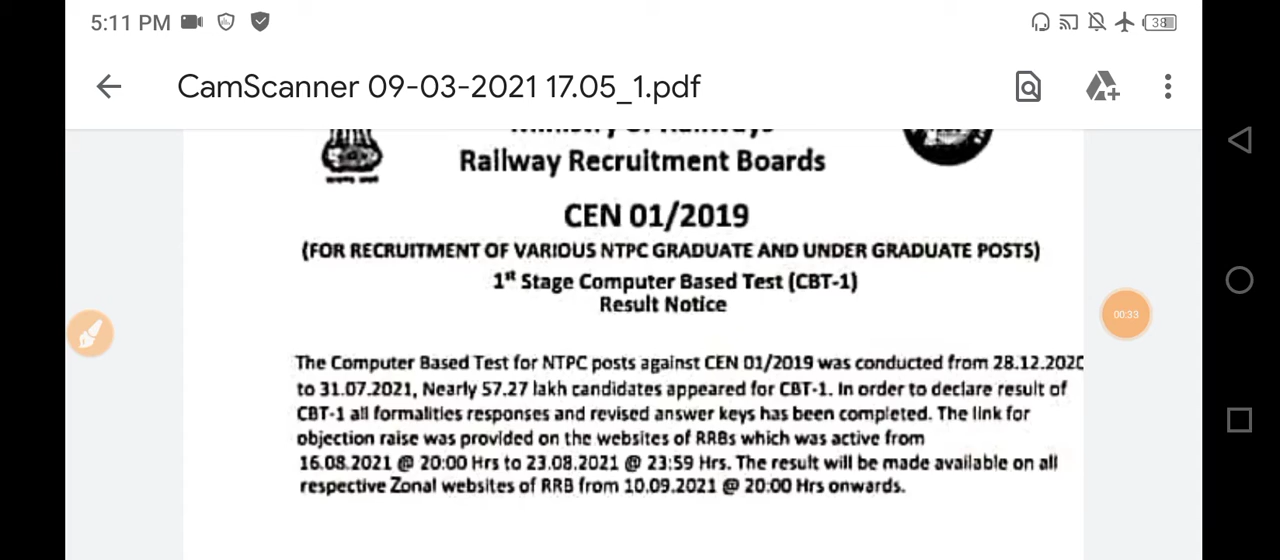 5:11 PM
38
CamScanner 09-03-2021 17.05_1.pdf
Ministry of Railways
Railway Recruitment Boards
CEN 01/2019
(FOR RECRUITMENT OF VARIOUS NTPC GRADUATE AND UNDER GRADUATE POSTS)
1st Stage Computer Based Test (CBT-1)
Result Notice
00:33
The Computer Based Test for NTPC posts against CEN 01/2019 was conducted from 28.12.2020
to 31.07.2021, Nearly 57.27 lakh candidates appeared for CBT-1. In order to declare result of
CBT-1 all formalities responses and revised answer keys has been completed. The link for
objection raise was provided on the websites of RRBs which was active from
16.08.2021 @ 20:00 Hrs to 23.08.2021 @ 23:59 Hrs. The result will be made available on all
respective Zonal websites of RRB from 10.09.2021 @ 20:00 Hrs onwards.